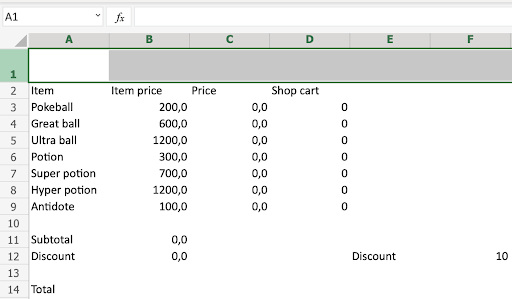 A1 fx
A B C D E F
1
2 Item Item price Price Shop cart
3 Pokeball 200,0 0,0 0
4 Great ball 600,0 0,0 0
5 Ultra ball 1200,0 0,0 0
6 Potion 300,0 0,0 0
7 Super potion 700,0 0,0 0
8 Hyper potion 1200,0 0,0 0
9 Antidote 100,0 0,0 0
10
11 Subtotal 0,0
12 Discount 0,0 Discount 10
13
14 Total